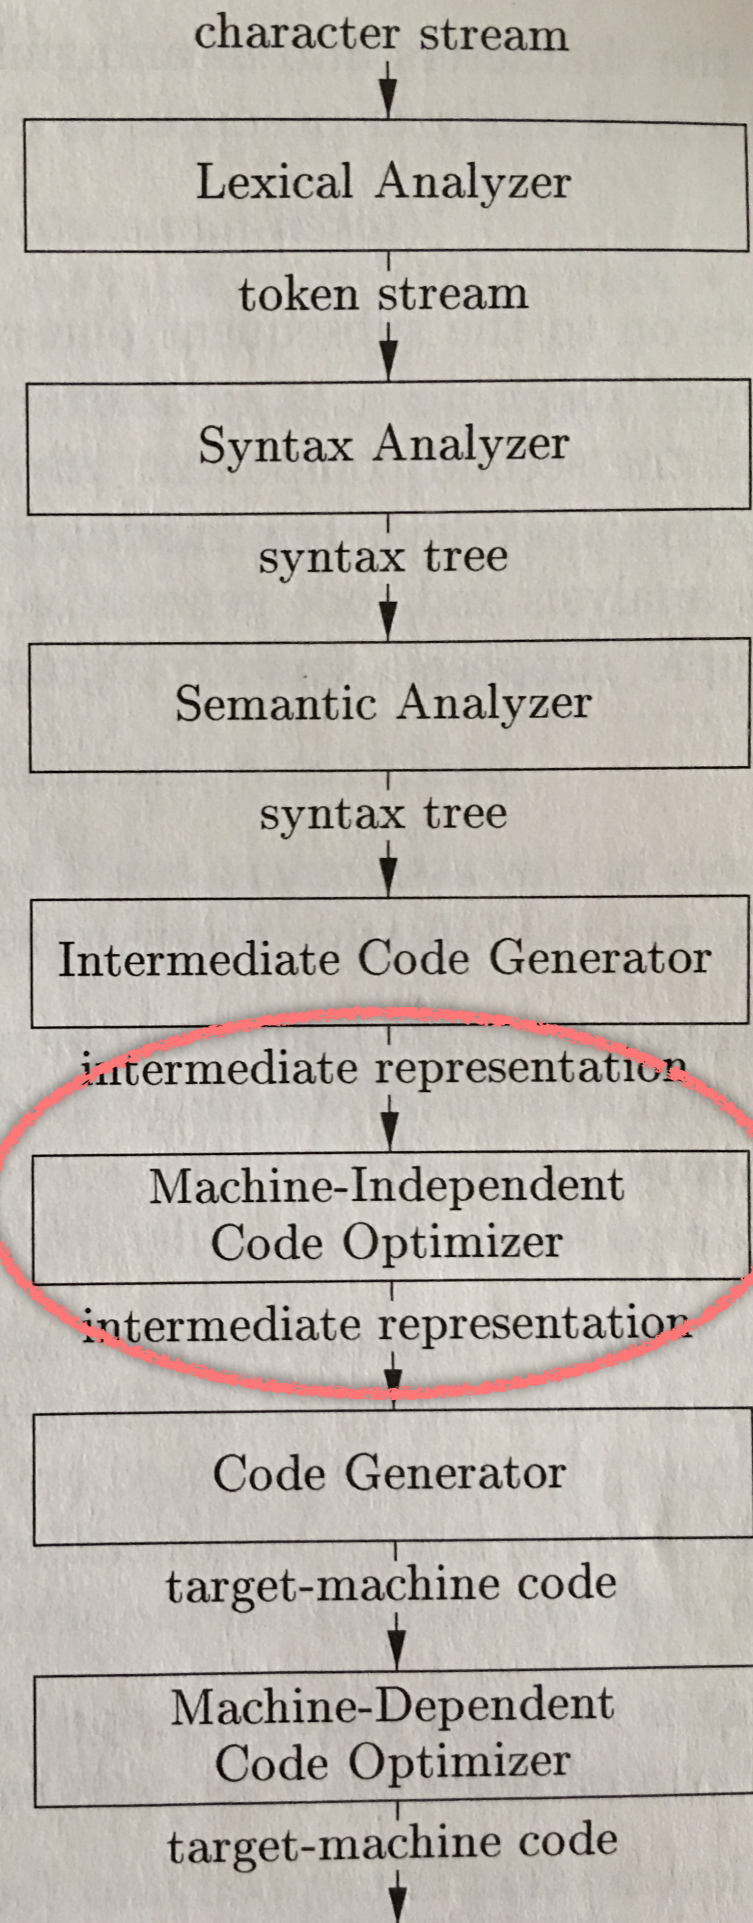 character stream
Lexical Analyzer
token stream
Syntax Analyzer
syntax tree
Semantic Analyzer
syntax tree
Intermediate Code Generator
intermediate representation
Machine-Independent
Code Optimizer
intermediate representation
Code Generator
target-machine code
Machine-Dependent
Code Optimizer
target-machine code